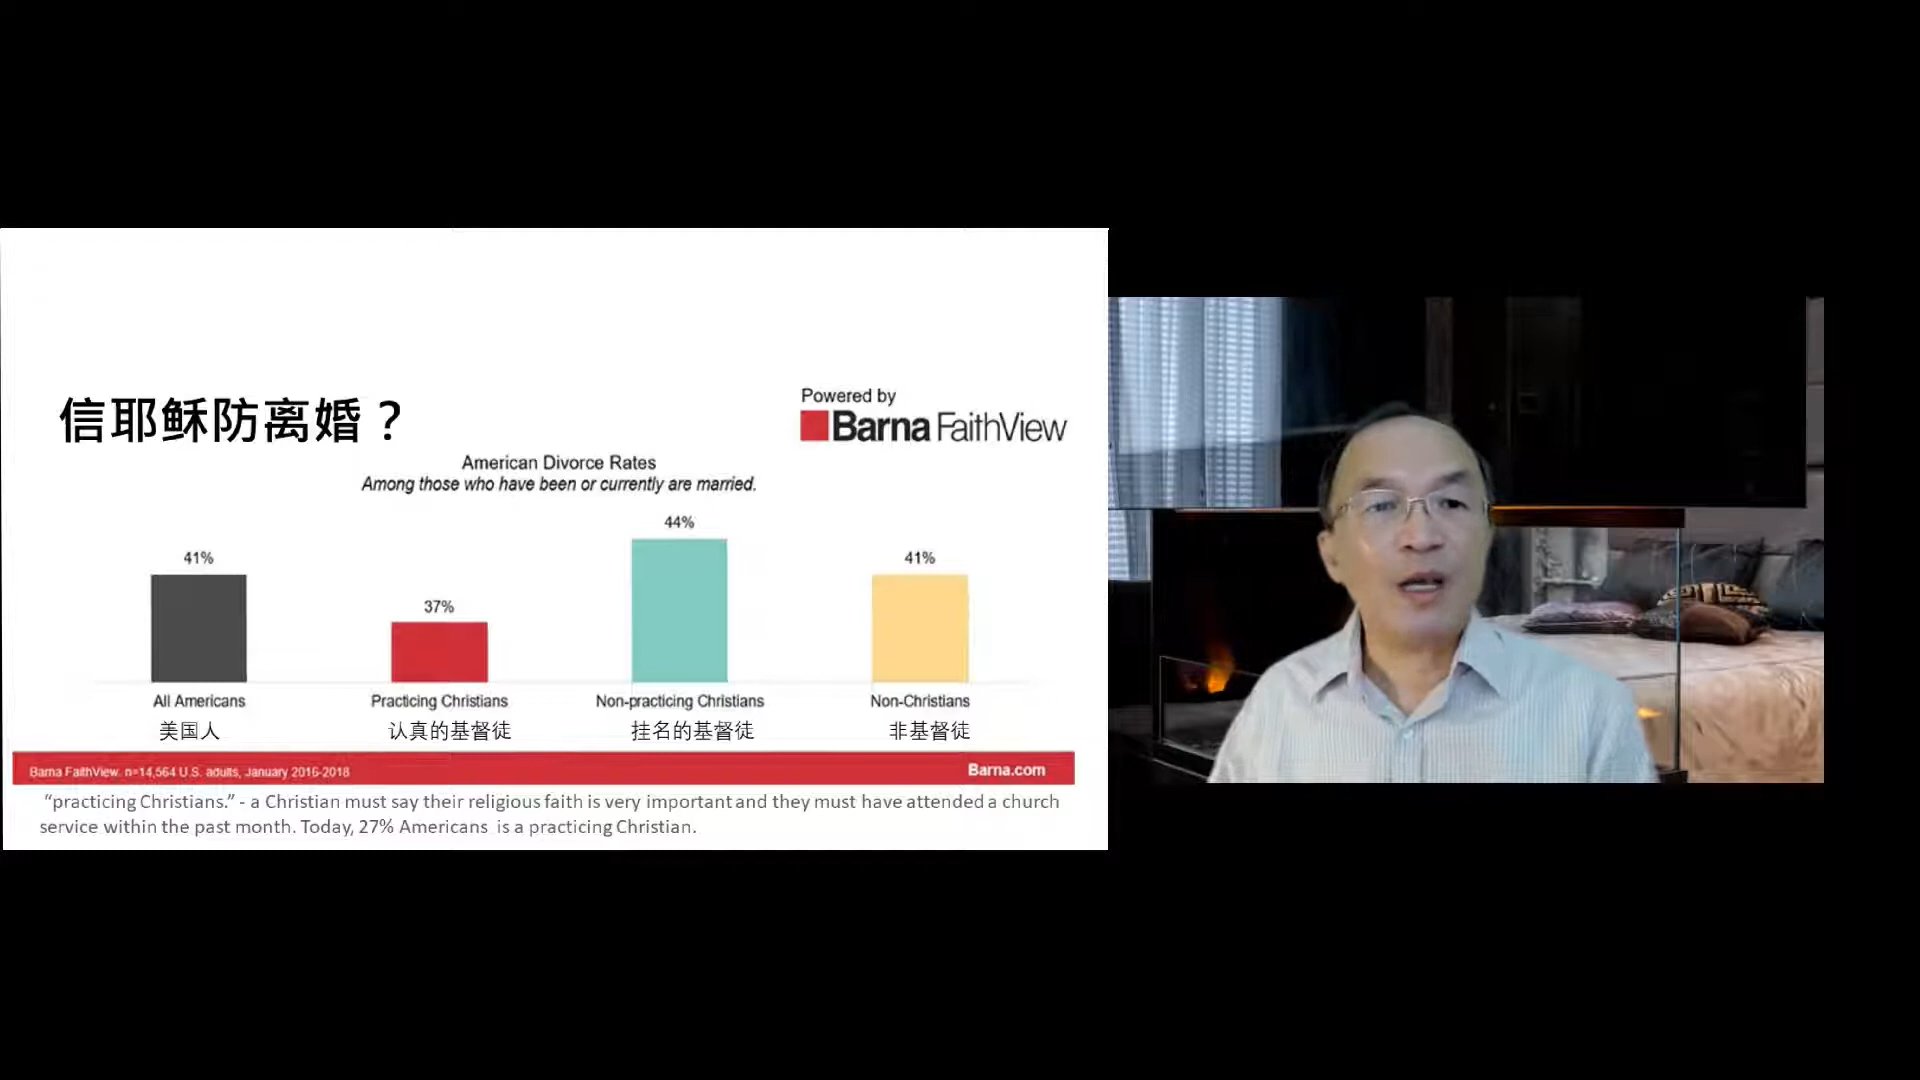 信耶稣防离婚？
Powered by
Barna FaithView
American Divorce Rates
Among those who have been or currently are married.
41%
37%
44%
41%
All Americans
Practicing Christians
Non-practicing Christians
Non-Christians
美国人
认真的基督徒
挂名的基督徒
非基督徒
Barna FaithView. n=14,564 U.S. adults, January 2016-2018
Barna.com
“practicing Christians.” - a Christian must say their religious faith is very important and they must have attended a church
service within the past month. Today, 27% Americans is a practicing Christian.